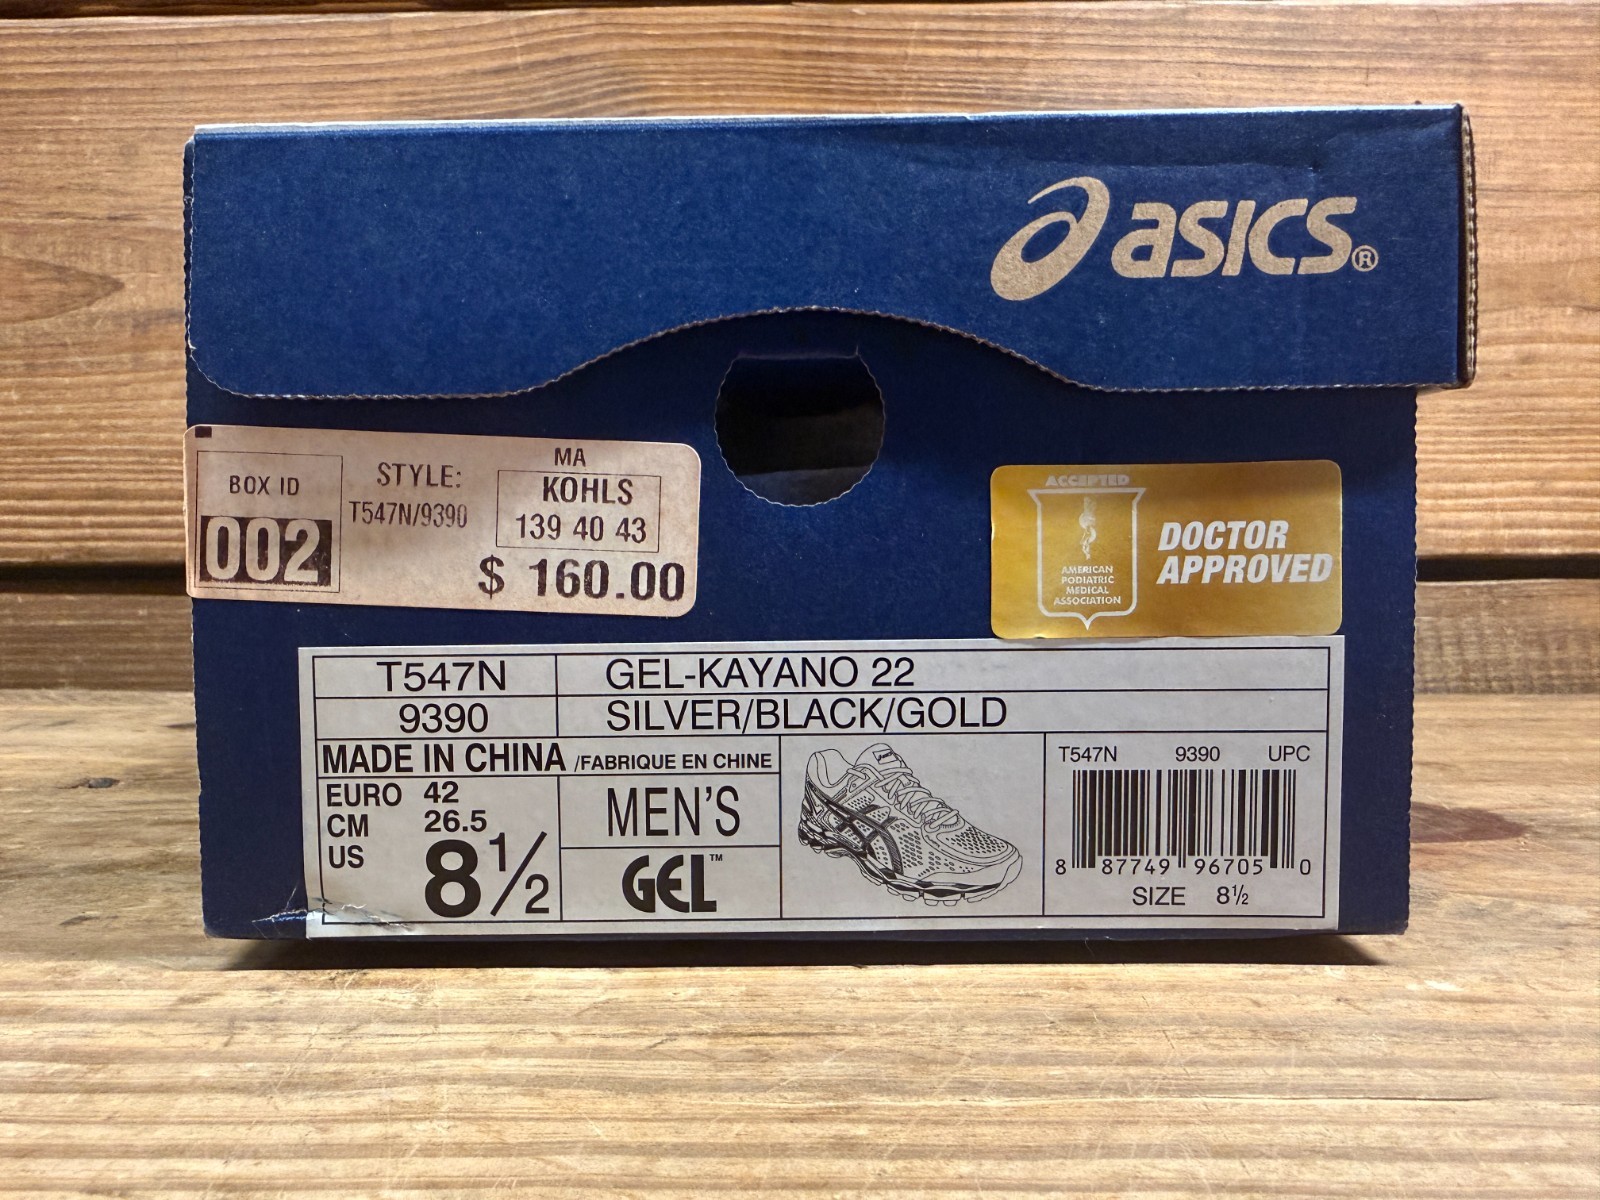 asics®
BOX ID
002
STYLE:
T547N/9390
MA
KOHLS
139 40 43
$ 160.00
ACCEPTED
AMERICAN
PODIATRIC
MEDICAL
ASSOCIATION
DOCTOR
APPROVED
T547N
GEL-KAYANO 22
9390
SILVER/BLACK/GOLD
MADE IN CHINA /FABRIQUE EN CHINE
EURO 42
CM 26.5
US 8½
MEN'S
GEL™
T547N 9390 UPC
8 87749 96705 0
SIZE 8½